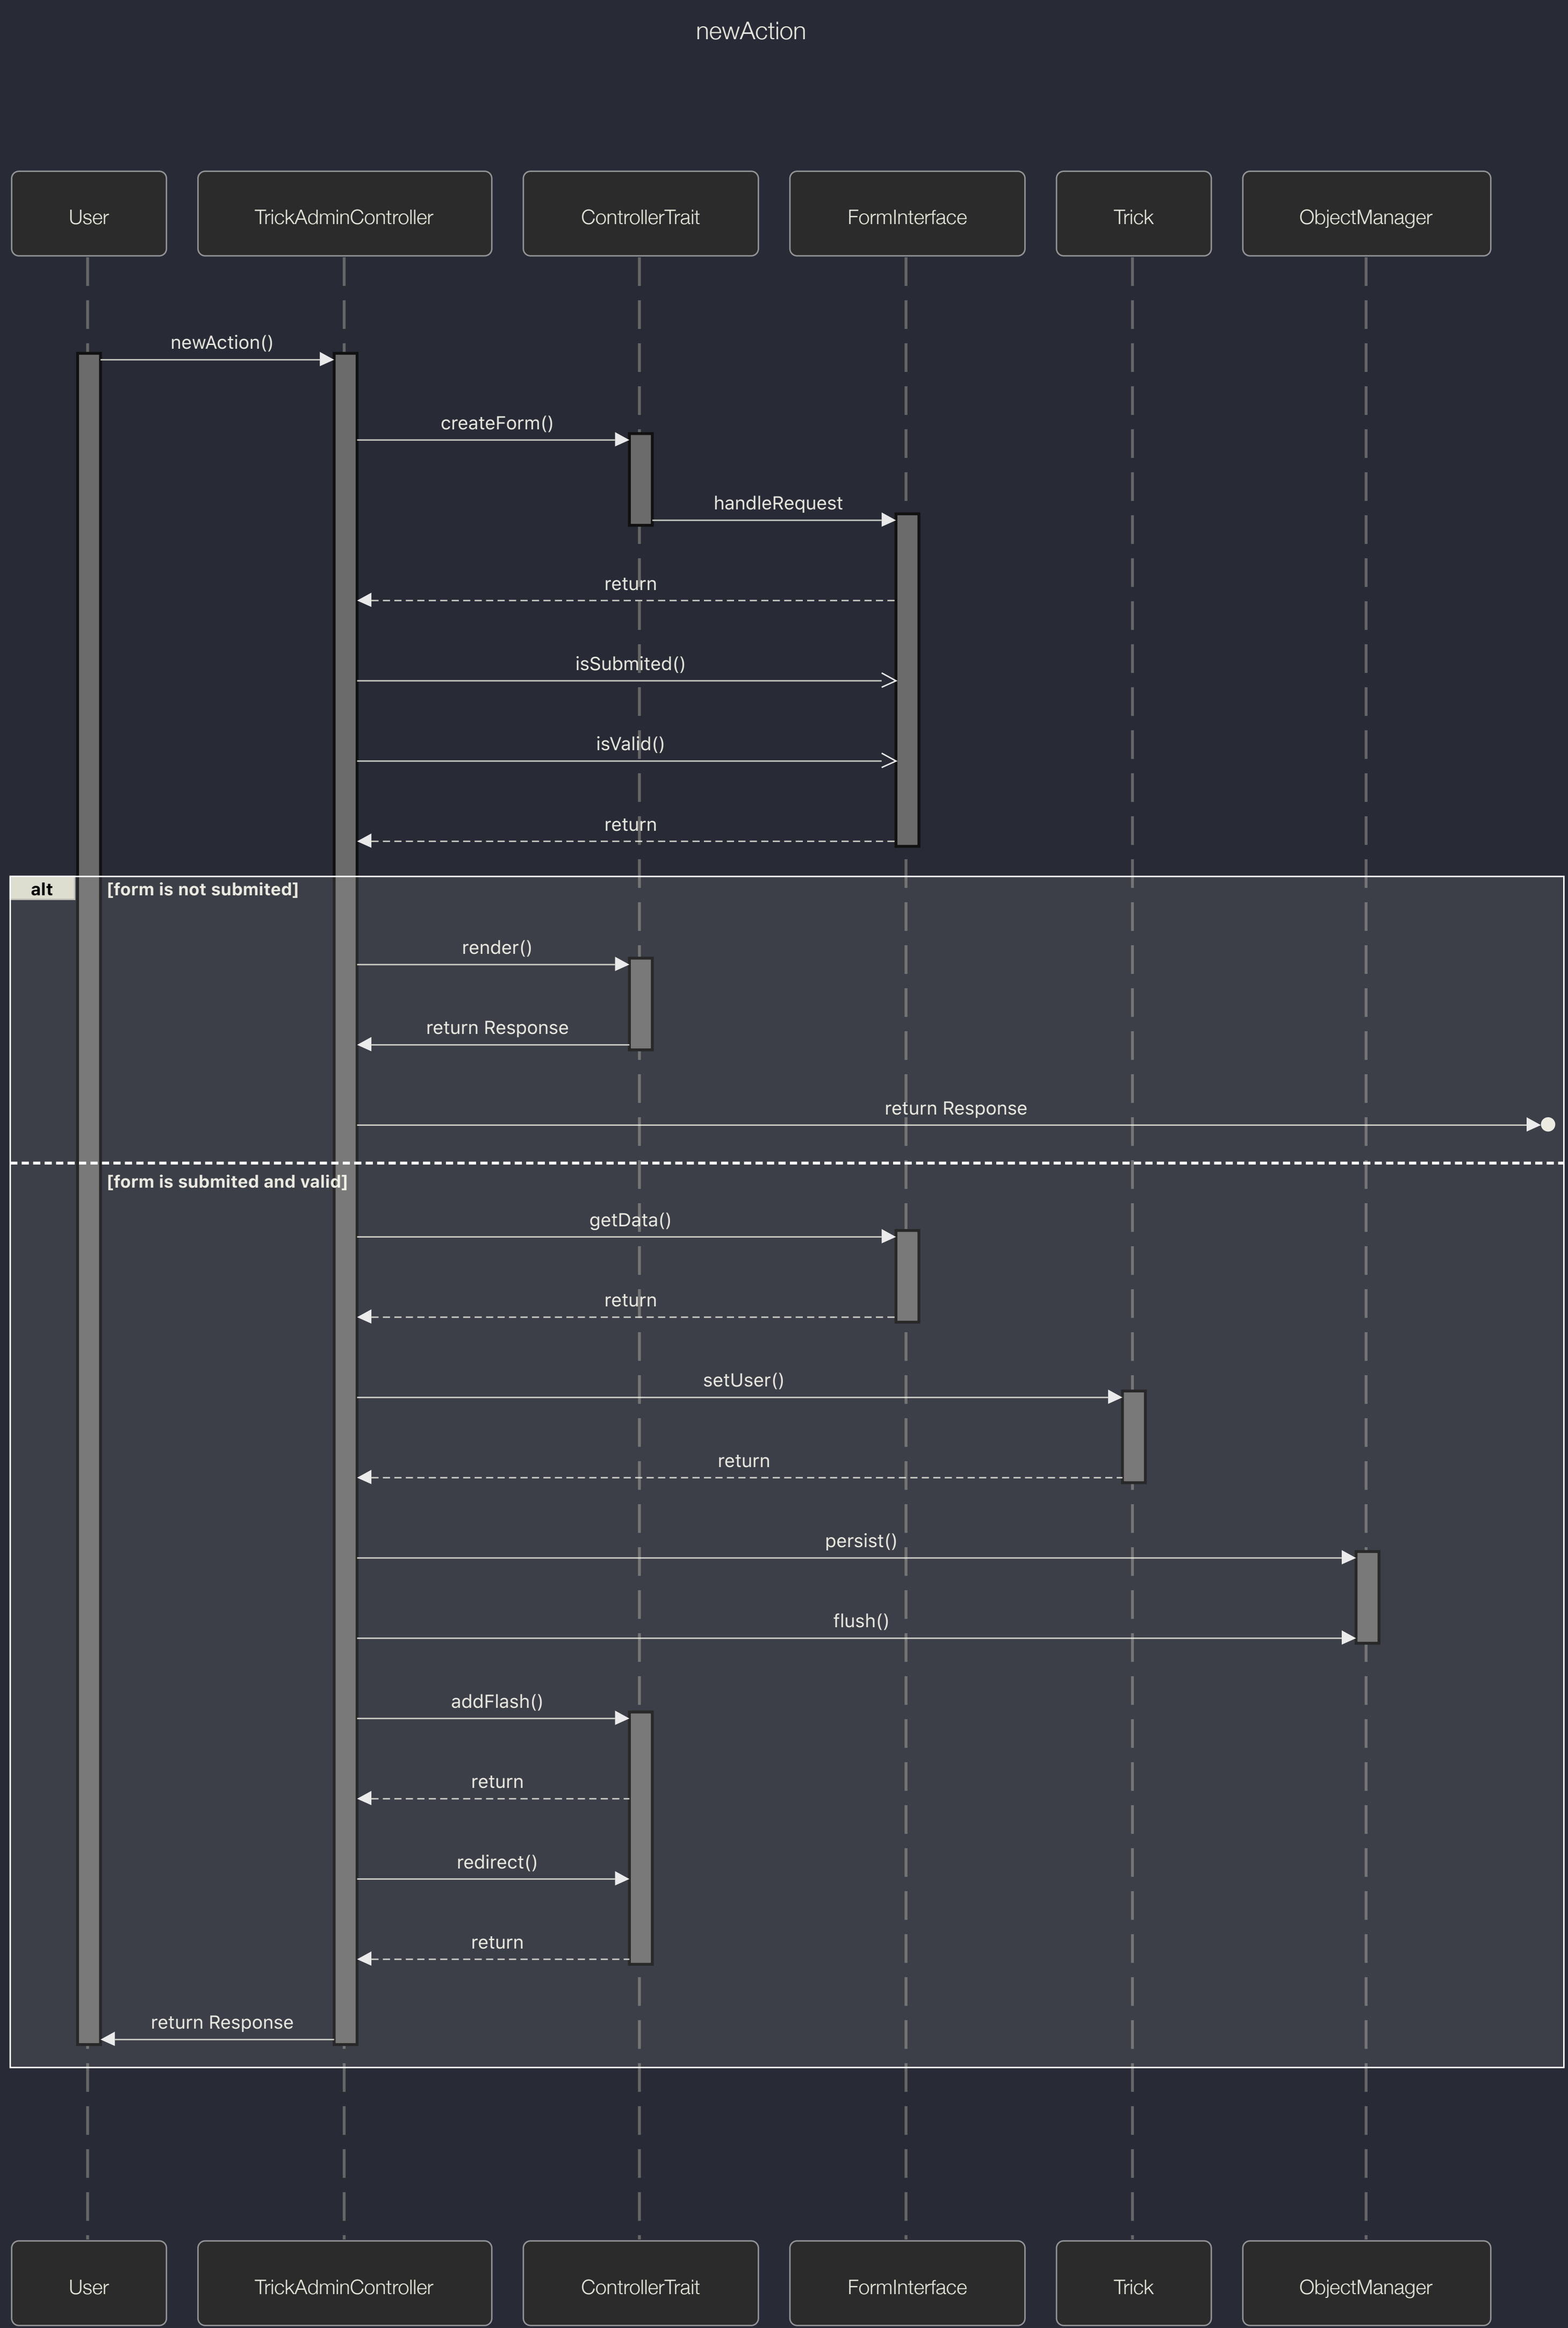 newAction
User
TrickAdminController
ControllerTrait
FormInterface
Trick
ObjectManager
newAction()
createForm()
handleRequest
return
isSubmited()
isValid()
return
alt
[form is not submited]
render()
return Response
return Response
[form is submited and valid]
getData()
return
setUser()
return
persist()
flush()
addFlash()
return
redirect()
return
return Response
User
TrickAdminController
ControllerTrait
FormInterface
Trick
ObjectManager